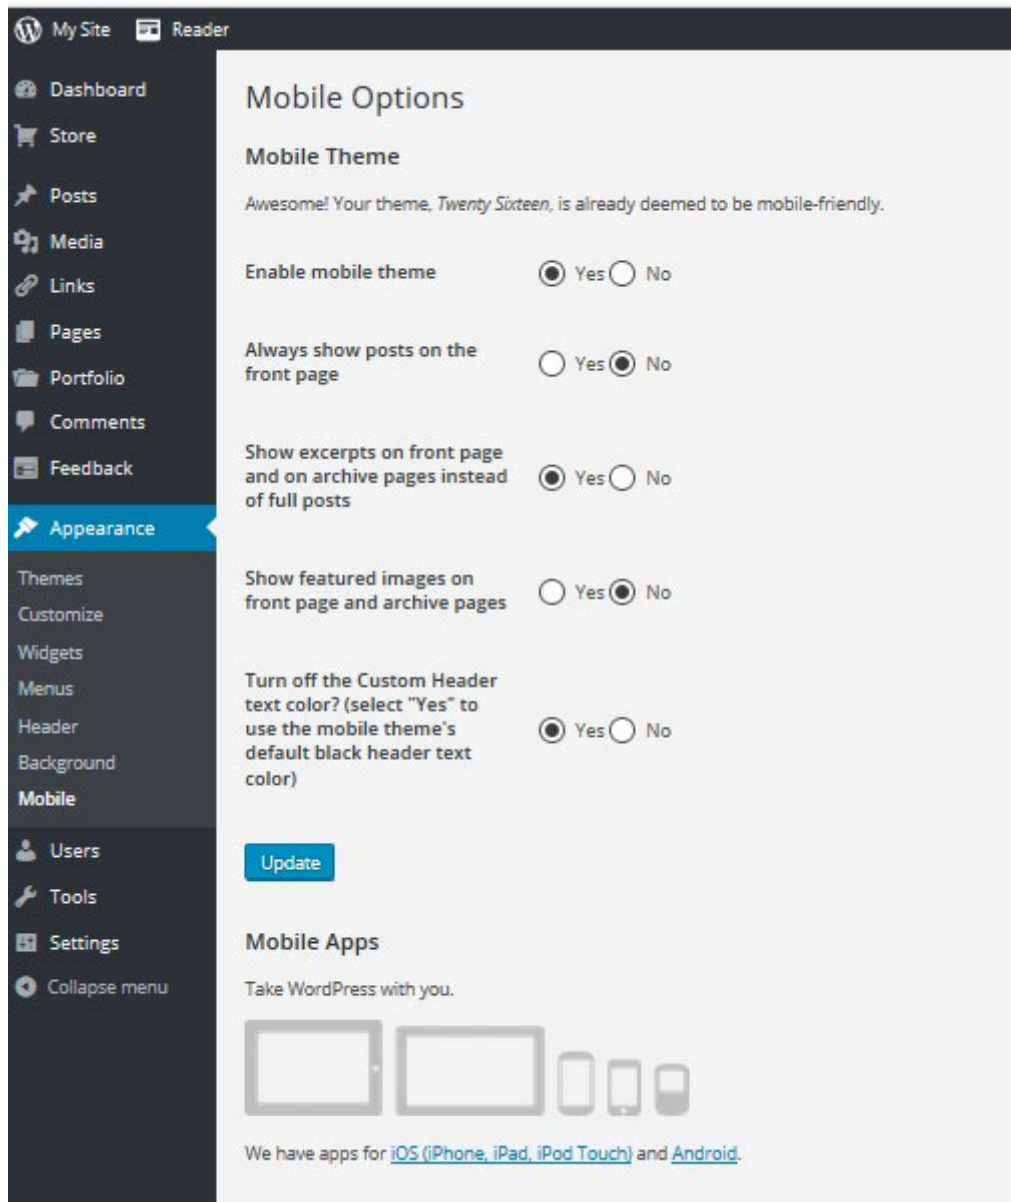 My Site Reader
Dashboard
Store
Posts
Media
Links
Pages
Portfolio
Comments
Feedback
Appearance
Themes
Customize
Widgets
Menus
Header
Background
Mobile
Users
Tools
Settings
Collapse menu
Mobile Options
Mobile Theme
Awesome! Your theme, Twenty Sixteen, is already deemed to be mobile-friendly.
Enable mobile theme Yes No
Always show posts on the
front page Yes No
Show excerpts on front page
and on archive pages instead Yes No
of full posts
Show featured images on
front page and archive pages Yes No
Turn off the Custom Header
text color? (select "Yes" to
use the mobile theme's Yes No
default black header text
color)
Update
Mobile Apps
Take WordPress with you.
We have apps for iOS (iPhone, iPad, iPod Touch) and Android.